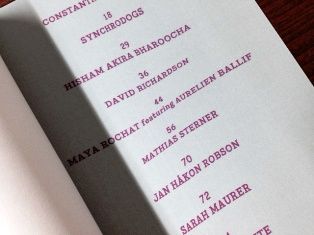 18
SYNCHRODOGS
29
HISHAM AKIRA BHAROOCHA
36
DAVID RICHARDSON
44
MAYA ROCHAT featuring AURELIEN BALLIF
56
MATHIAS STERNER
70
JAN HÅKON ROBSON
72
SARAH MAURER